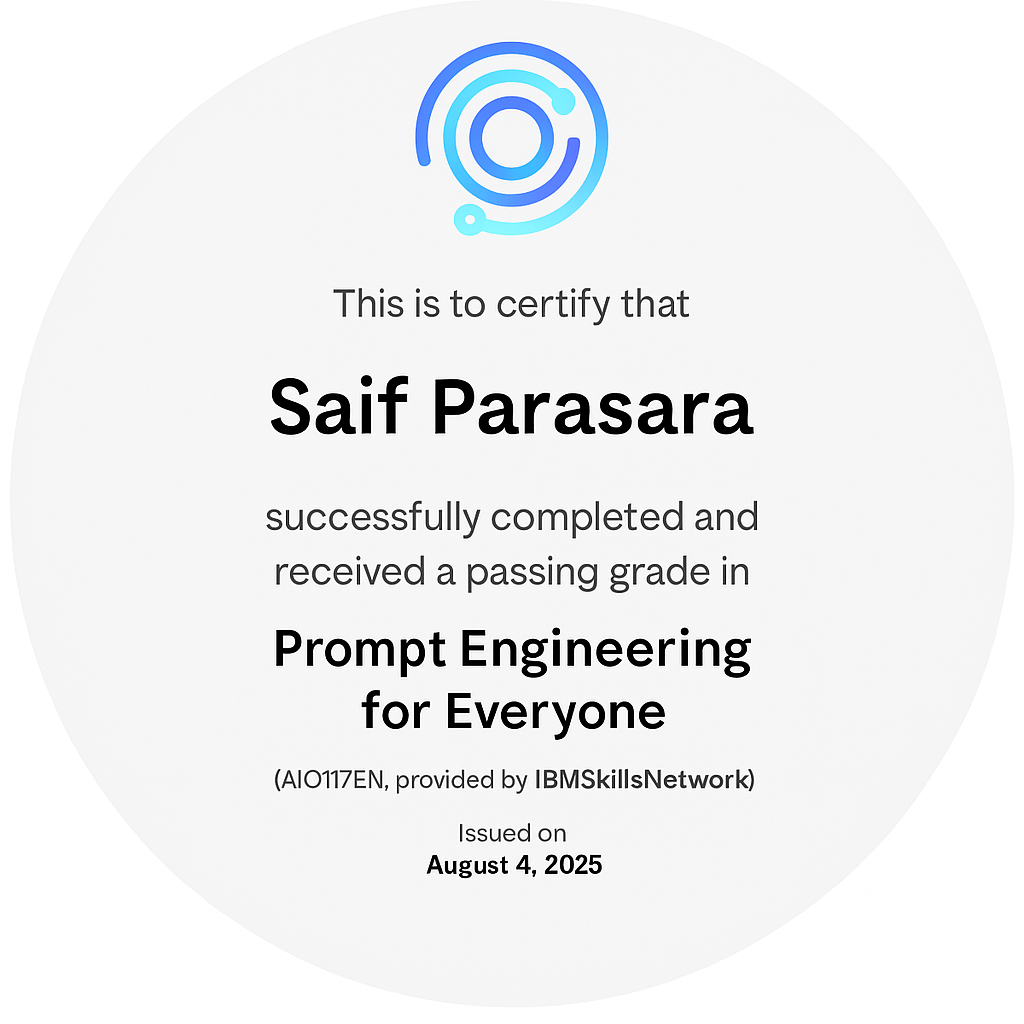 This is to certify that
Saif Parasara
successfully completed and
received a passing grade in
Prompt Engineering
for Everyone
(AIO117EN, provided by IBMSkillsNetwork)
Issued on
August 4, 2025